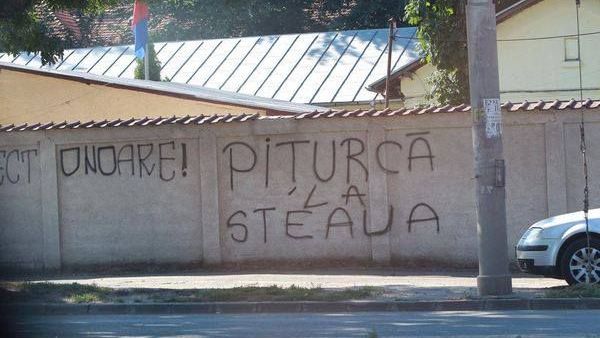 ECT ONOARE!
PITURCĂ
LA
STEAUA